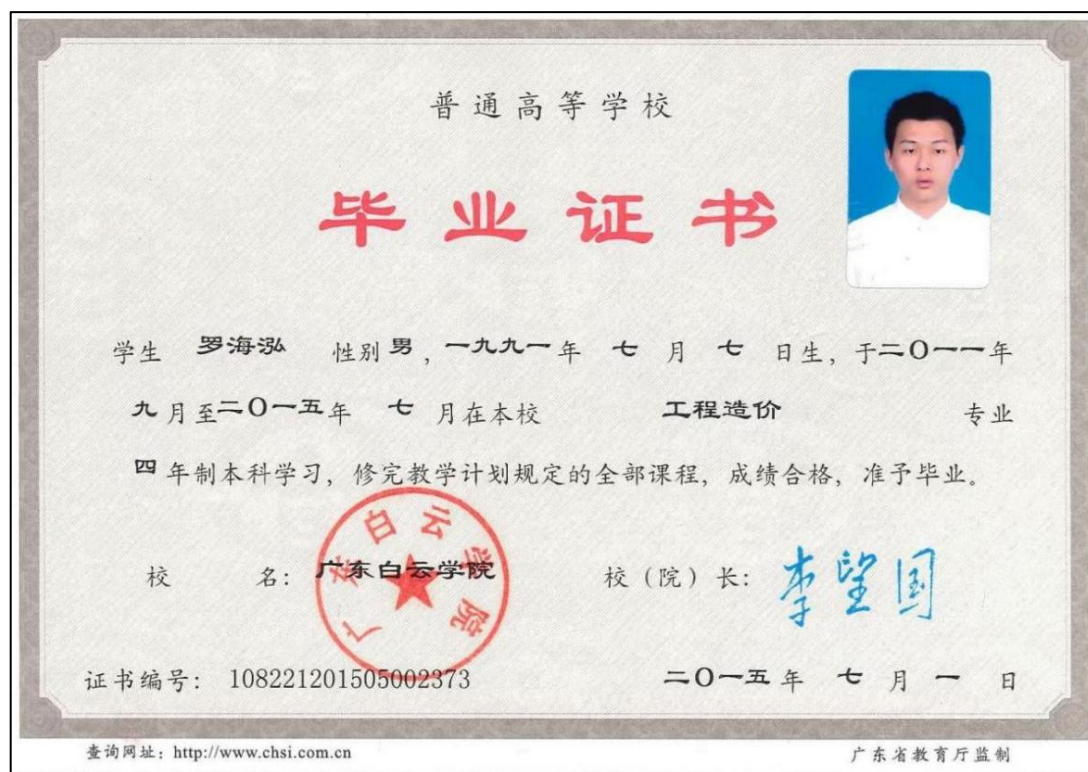 普通高等学校
毕业证书
学生 罗海泓 性别 男，一九九一年 七 月 七 日生，于二〇一一年
九月至二〇一五年 七 月在本校 工程造价 专业
四年制本科学习，修完教学计划规定的全部课程，成绩合格，准予毕业。
校 名：广东白云学院 校（院）长：李望国
广东白云学院
证书编号：108221201505002373 二〇一五年 七 月 一 日
查询网址：http://www.chsi.com.cn 广东省教育厅监制